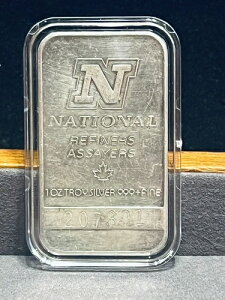 N
NATIONAL
REFINERS
ASSAYERS
1 OZ TROY SILVER 999+ FINE